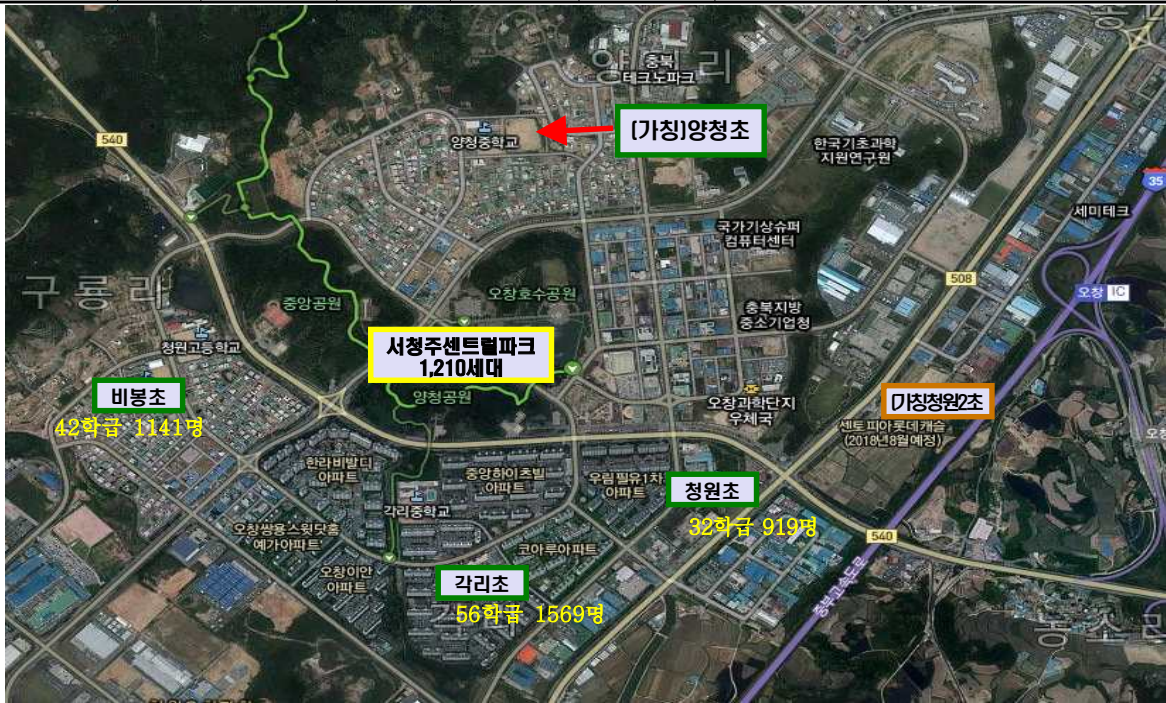 양청리
충북
테크노파크
540
양청중학교
(가칭)양청초
한국기초과학
지원연구원
35
세미테크
국가기상슈퍼
컴퓨터센터
구룡리
중앙공원
오창호수공원
508
오창 IC
충북지방
중소기업청
청원고등학교
서청주센트럴파크
1,210세대
비봉초
42학급 1141명
양청공원
오창과학단지
우체국
(가칭청원2초
센토피아롯데캐슬
(2018년8월예정)
한라비발디
아파트
중앙하이츠빌
아파트
우림필유1차
아파트
청원초
32학급 919명
각리중학교
오창쌍용스윗닷홈
예가아파트
코아루아파트
540
오창이안
아파트
각리초
56학급 1569명
중부고속도로
농소리